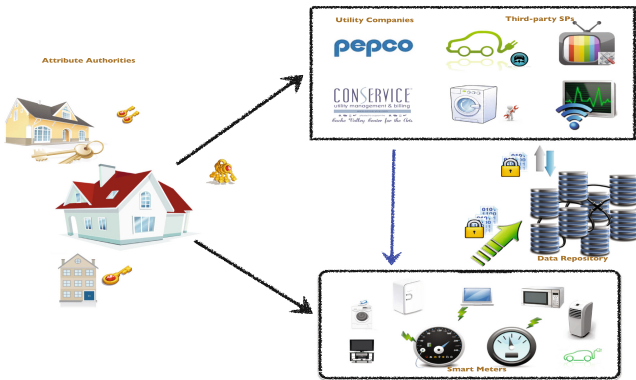 Utility Companies
Third-party SPs
Attribute Authorities
pepco
CONSERVICE
utility management & billing
Data Repository
Smart Meters